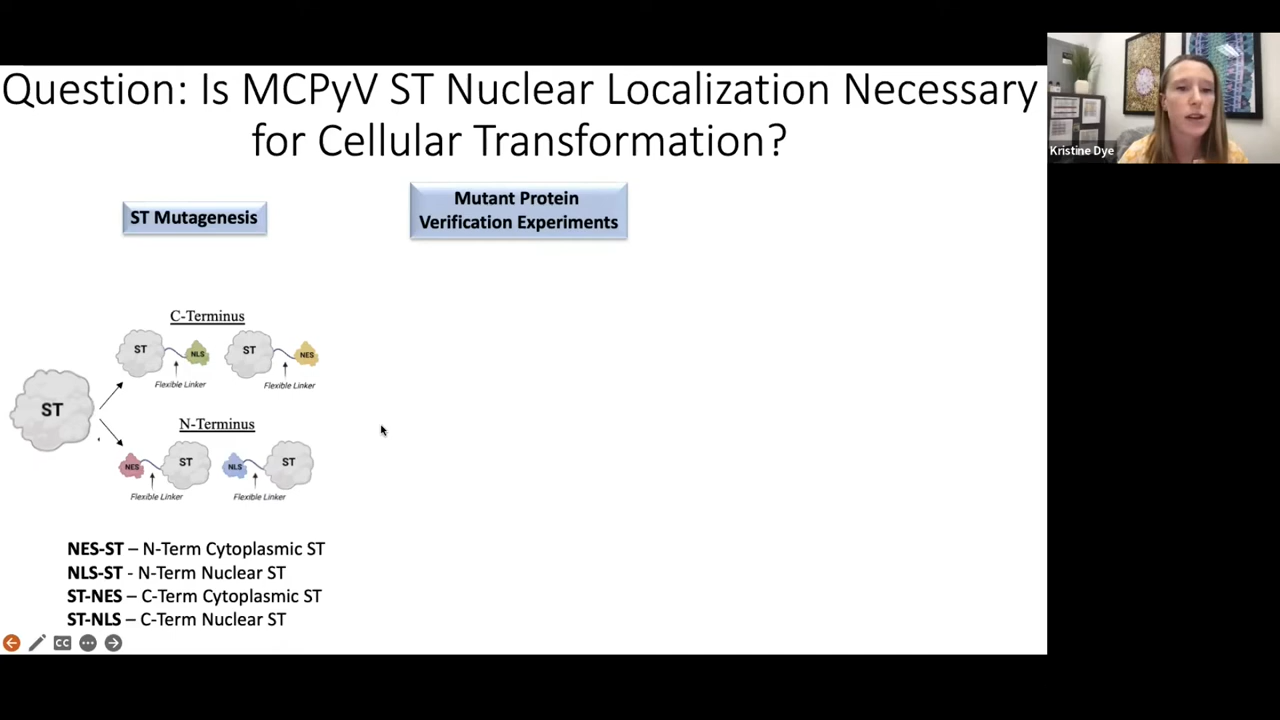 Question: Is MCPyV ST Nuclear Localization Necessary
for Cellular Transformation?
Kristine Dye
ST Mutagenesis
Mutant Protein
Verification Experiments
C-Terminus
ST
NLS
ST
NES
Flexible Linker
Flexible Linker
ST
N-Terminus
NES
ST
NLS
ST
Flexible Linker
Flexible Linker
NES-ST – N-Term Cytoplasmic ST
NLS-ST - N-Term Nuclear ST
ST-NES – C-Term Cytoplasmic ST
ST-NLS – C-Term Nuclear ST
CC